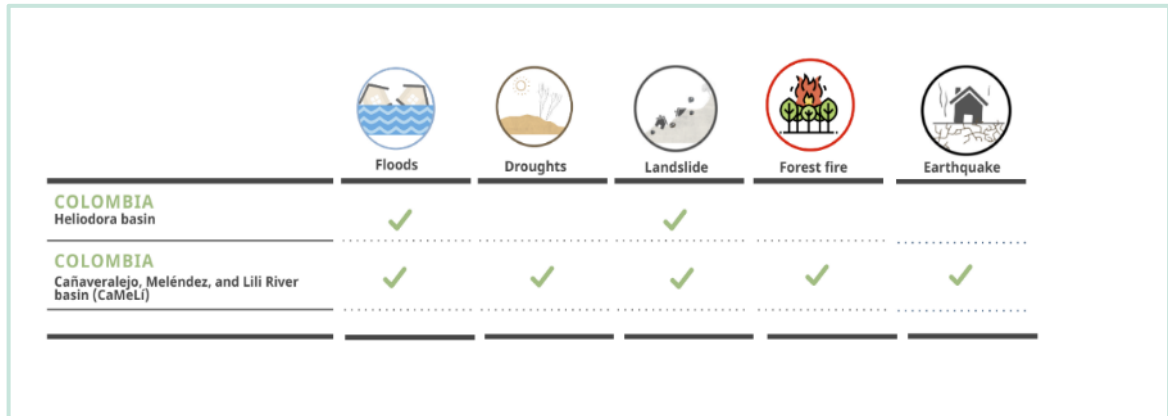 Floods Droughts Landslide Forest fire Earthquake
COLOMBIA
Heliodora basin
COLOMBIA
Cañaveralejo, Meléndez, and Lili River
basin (CaMeLí)